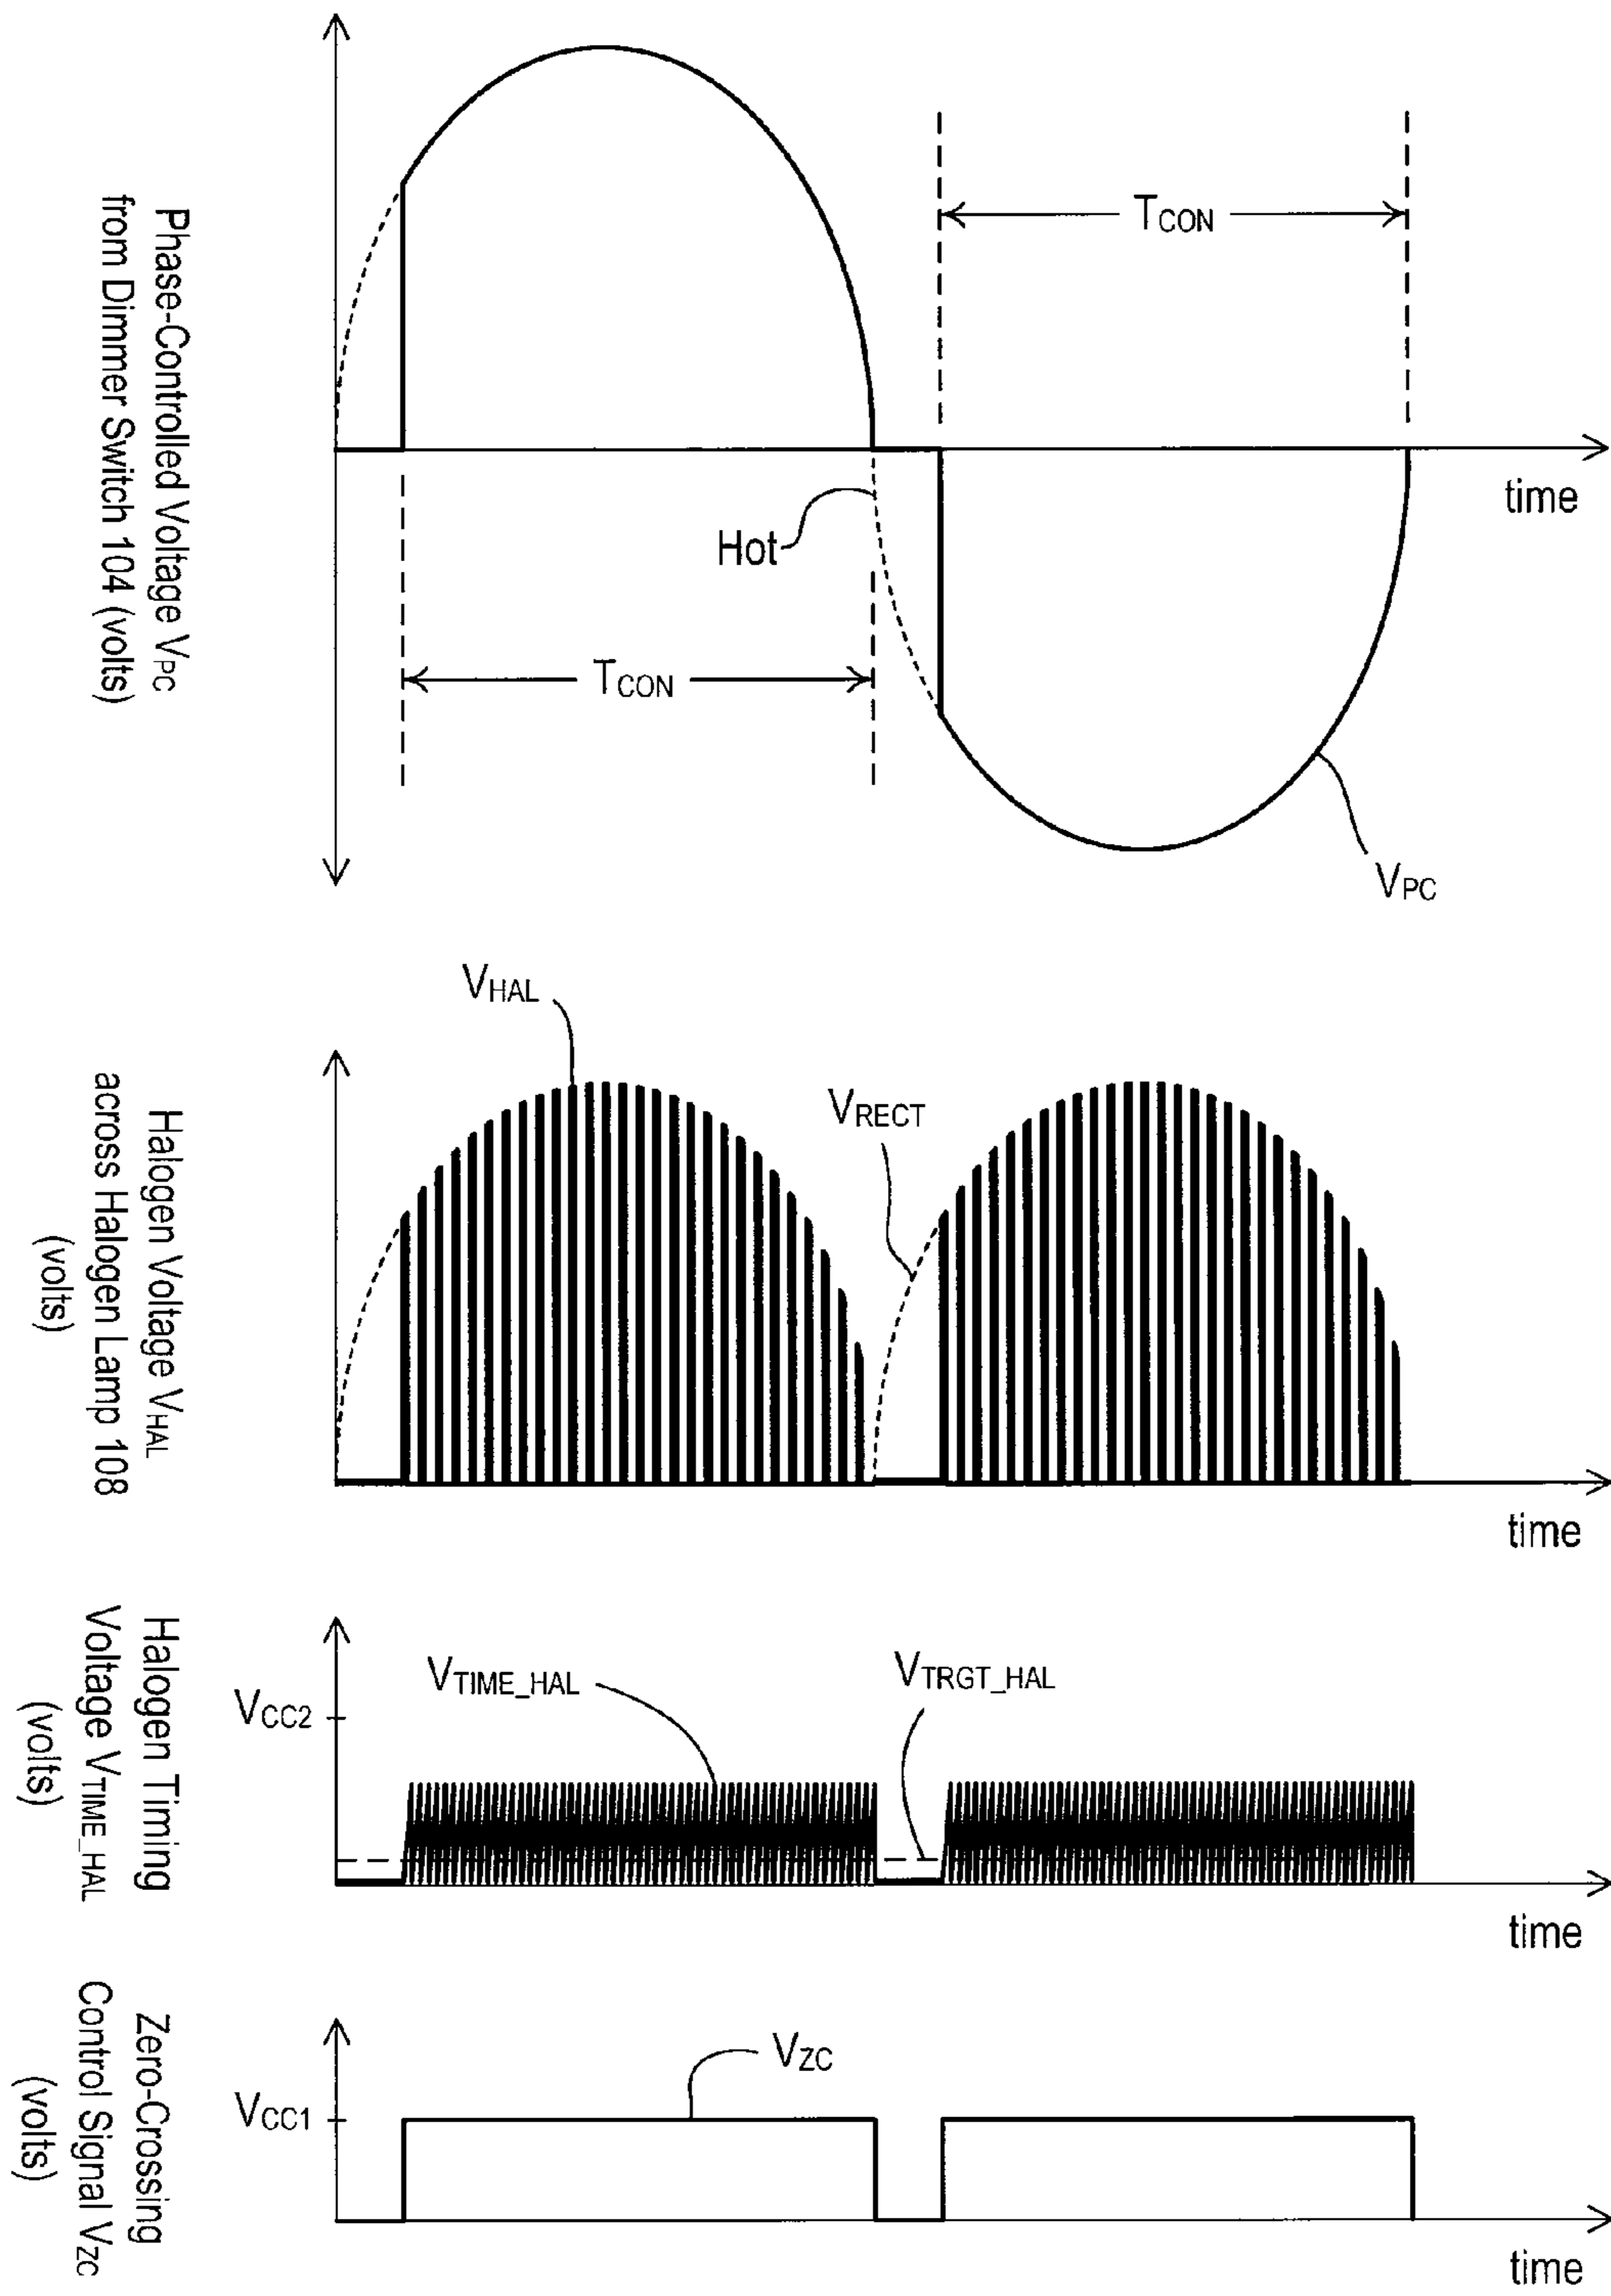 Phase-Controlled Voltage VPC
from Dimmer Switch 104 (volts)
TCON
time
Hot
TCON
VPC
Halogen Voltage VHAL
across Halogen Lamp 108
(volts)
VHAL
VRECT
time
Halogen Timing
Voltage VTIME_HAL
(volts)
VTIME_HAL
VTRGT_HAL
VCC2
time
Zero-Crossing
Control Signal VZC
(volts)
VZC
VCC1
time